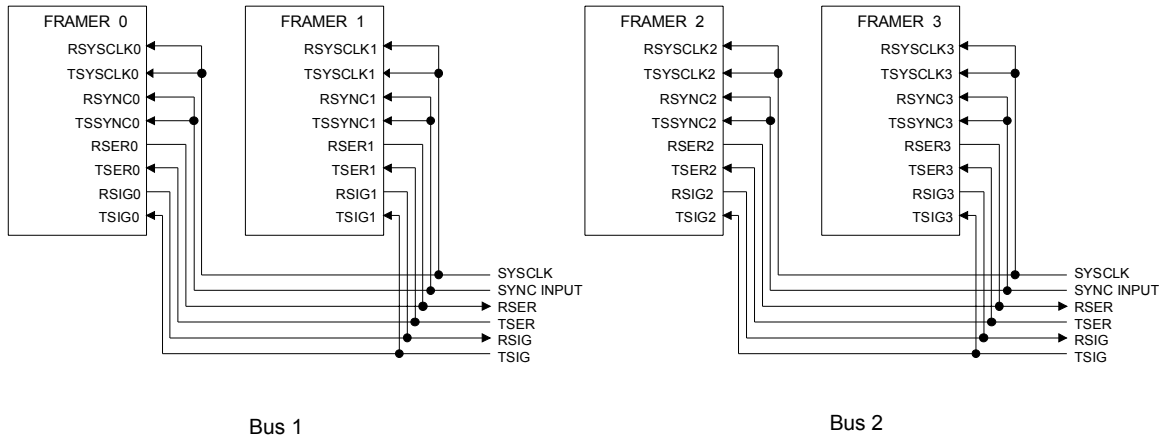 FRAMER 0
RSYSCLK0
TSYSCLK0
RSYNC0
TSSYNC0
RSER0
TSER0
RSIG0
TSIG0
FRAMER 1
RSYSCLK1
TSYSCLK1
RSYNC1
TSSYNC1
RSER1
TSER1
RSIG1
TSIG1
SYSCLK
SYNC INPUT
RSER
TSER
RSIG
TSIG
Bus 1
FRAMER 2
RSYSCLK2
TSYSCLK2
RSYNC2
TSSYNC2
RSER2
TSER2
RSIG2
TSIG2
FRAMER 3
RSYSCLK3
TSYSCLK3
RSYNC3
TSSYNC3
RSER3
TSER3
RSIG3
TSIG3
SYSCLK
SYNC INPUT
RSER
TSER
RSIG
TSIG
Bus 2